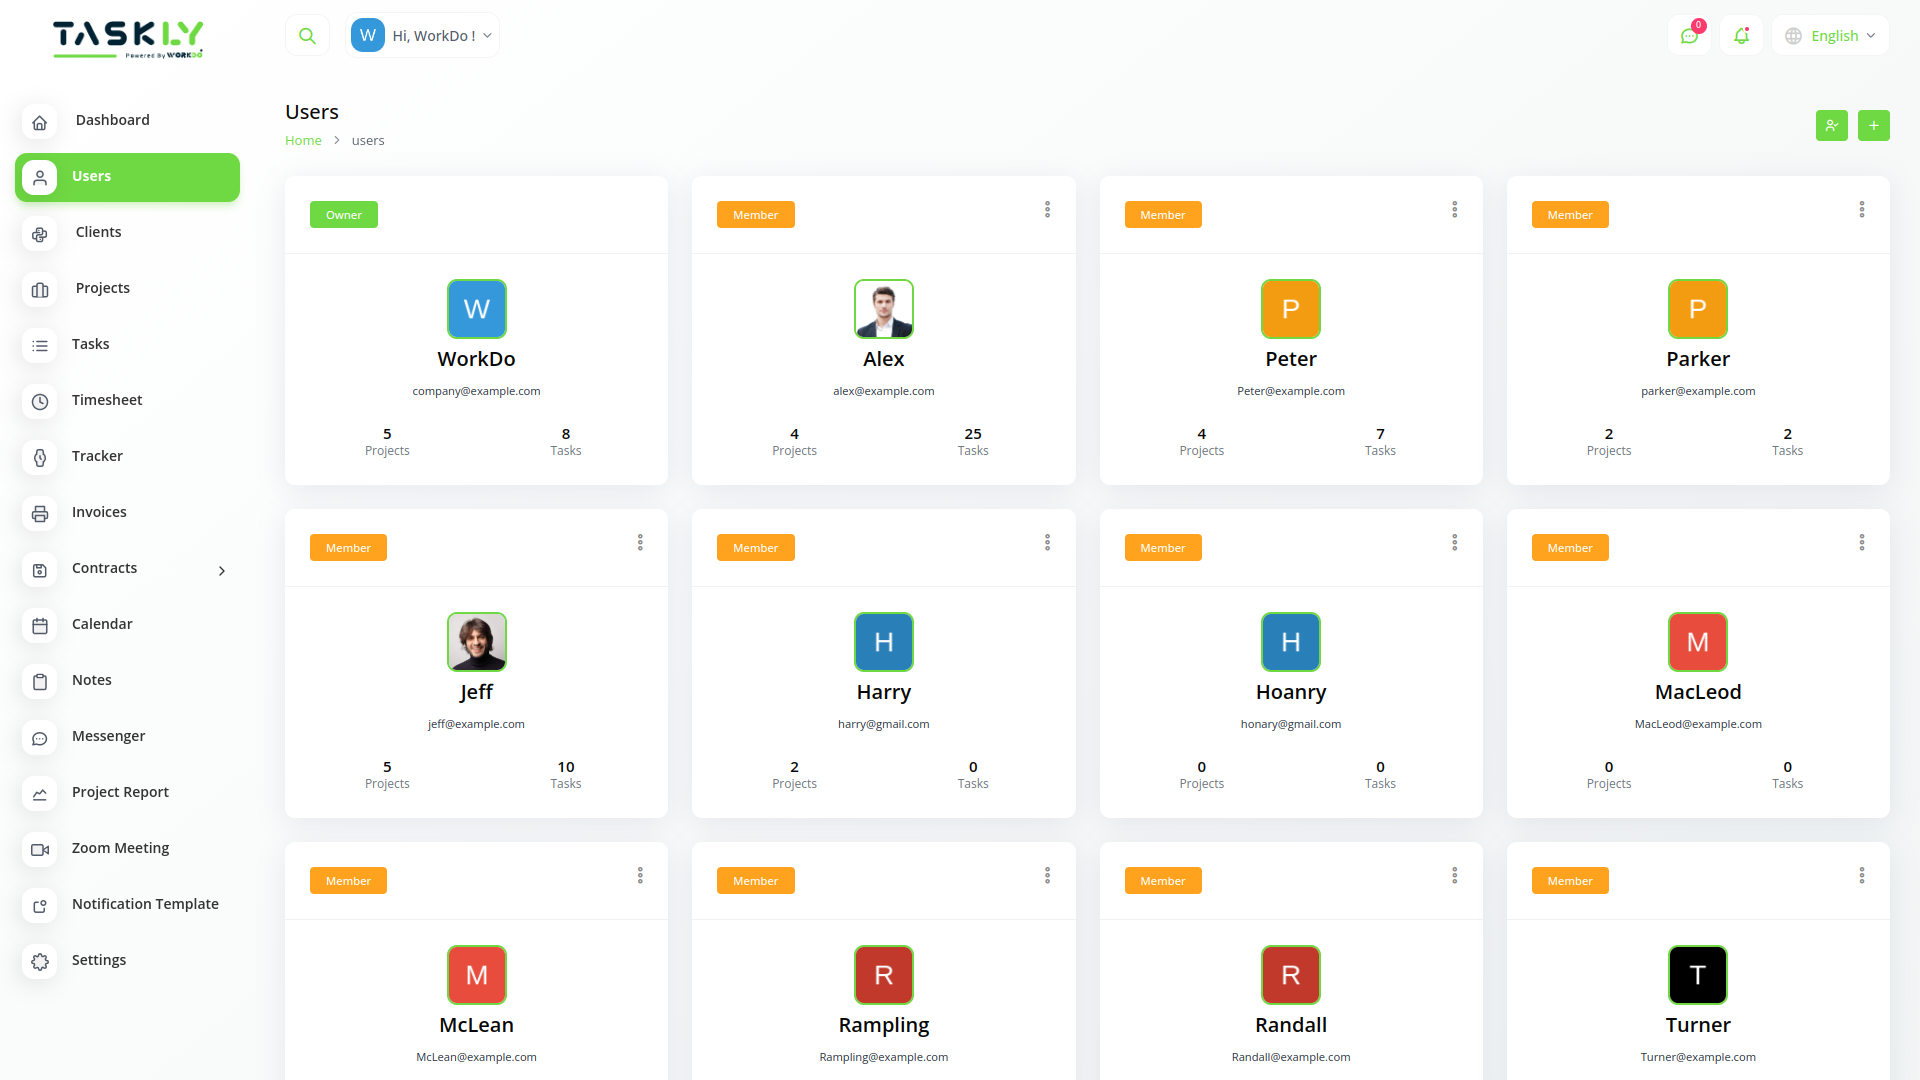 TASKLY
Powered By WORKDO
W Hi, WorkDo !
0
English
Dashboard
Users
Clients
Projects
Tasks
Timesheet
Tracker
Invoices
Contracts
Calendar
Notes
Messenger
Project Report
Zoom Meeting
Notification Template
Settings
Users
Home > users
+
Owner
W
WorkDo
company@example.com
5 8
Projects Tasks
Member
Alex
alex@example.com
4 25
Projects Tasks
Member
P
Peter
Peter@example.com
4 7
Projects Tasks
Member
P
Parker
parker@example.com
2 2
Projects Tasks
Member
Jeff
jeff@example.com
5 10
Projects Tasks
Member
H
Harry
harry@gmail.com
2 0
Projects Tasks
Member
H
Hoanry
honary@gmail.com
0 0
Projects Tasks
Member
M
MacLeod
MacLeod@example.com
0 0
Projects Tasks
Member
M
McLean
McLean@example.com
Member
R
Rampling
Rampling@example.com
Member
R
Randall
Randall@example.com
Member
T
Turner
Turner@example.com